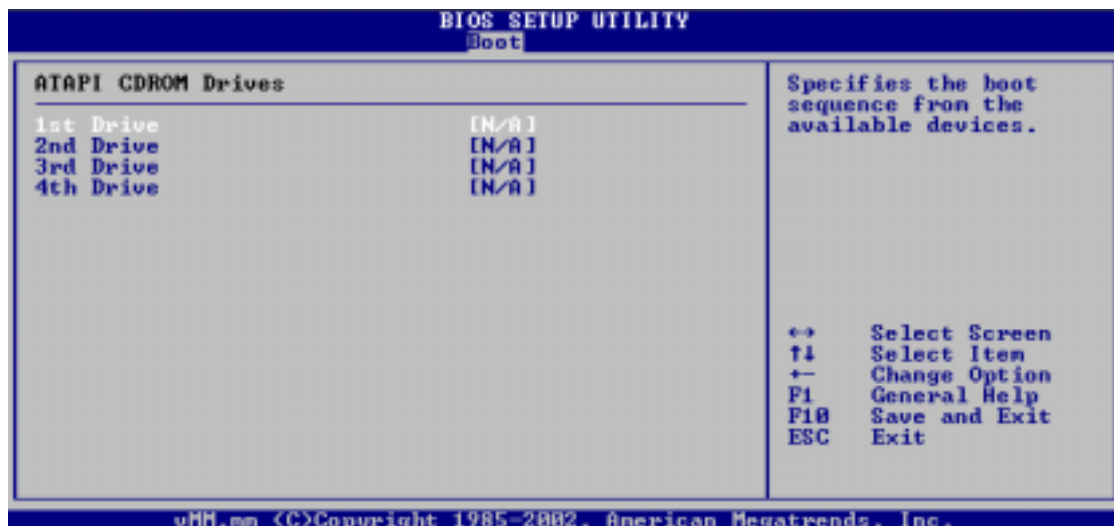 BIOS SETUP UTILITY
Boot
ATAPI CDROM Drives
1st Drive [N/A]
2nd Drive [N/A]
3rd Drive [N/A]
4th Drive [N/A]
Specifies the boot
sequence from the
available devices.
↔ Select Screen
↑↓ Select Item
+- Change Option
F1 General Help
F10 Save and Exit
ESC Exit
vMM.mm (C)Copyright 1985-2002, American Megatrends, Inc.